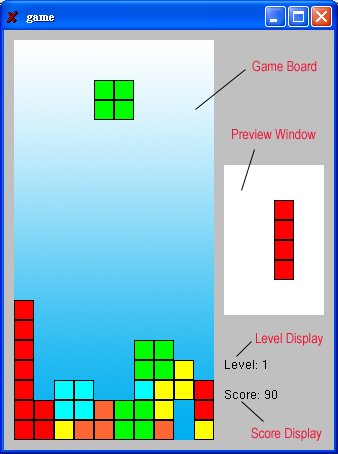 game
Game Board
Preview Window
Level Display
Level: 1
Score: 90
Score Display